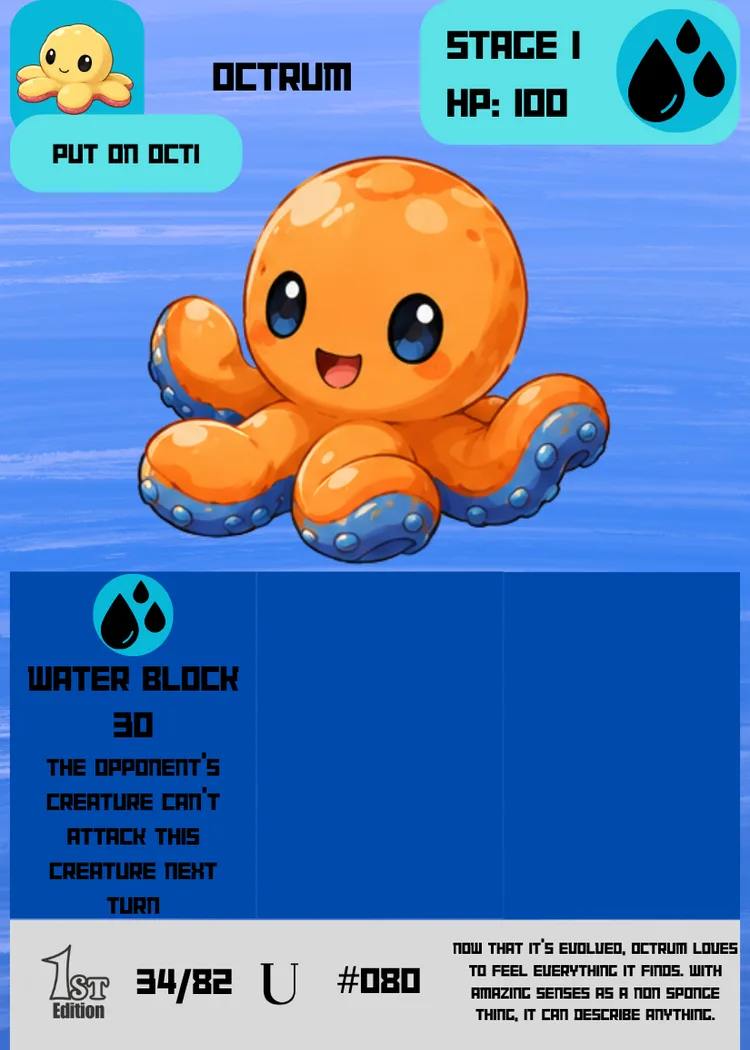 OCTRUM
STAGE 1
HP: 100
PUT ON OCTI
WATER BLOCK
30
THE OPPONENT'S
CREATURE CAN'T
ATTACK THIS
CREATURE NEXT
TURN
1ST
Edition
34/82
U
#080
NOW THAT IT'S EVOLVED, OCTRUM LOVES
TO FEEL EVERYTHING IT FINDS. WITH
AMAZING SENSES AS A NON SPONGE
THING, IT CAN DESCRIBE ANYTHING.